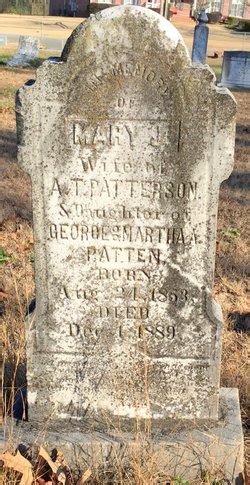 IN MEMORY
OF
MARY J.
Wife of
A.T. PATTERSON
& Daughter of
GEORGE & MARTHA A.
PATTEN
BORN
Aug 24, 1853
DIED
Dec 1, 1889